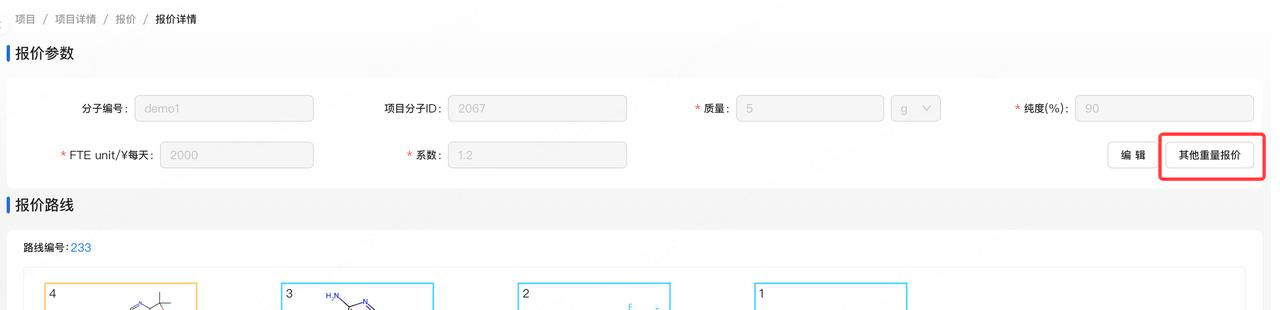 项目 / 项目详情 / 报价 / 报价详情
报价参数
分子编号: demo1 项目分子ID: 2067 * 质量: 5 g * 纯度(%): 90
* FTE unit/¥每天: 2000 * 系数: 1.2 编 辑 其他重量报价
报价路线
路线编号:233
4 3 2 1
H₂N N F F
N